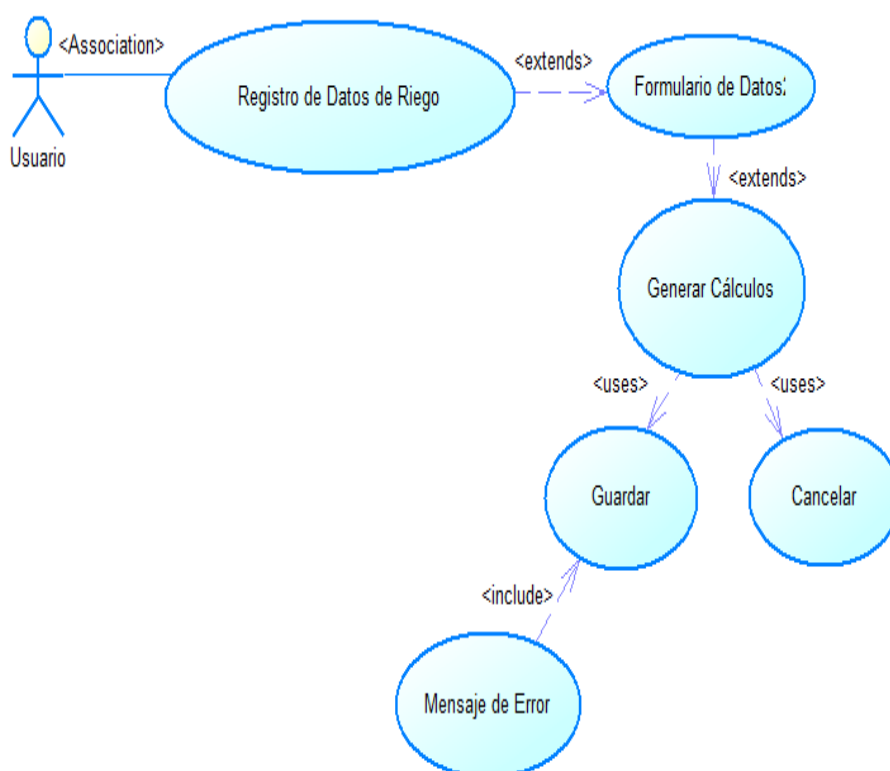 <Association>
Usuario
Registro de Datos de Riego
<extends>
Formulario de Datos2
<extends>
Generar Cálculos
<uses>
<uses>
Guardar
Cancelar
<include>
Mensaje de Error